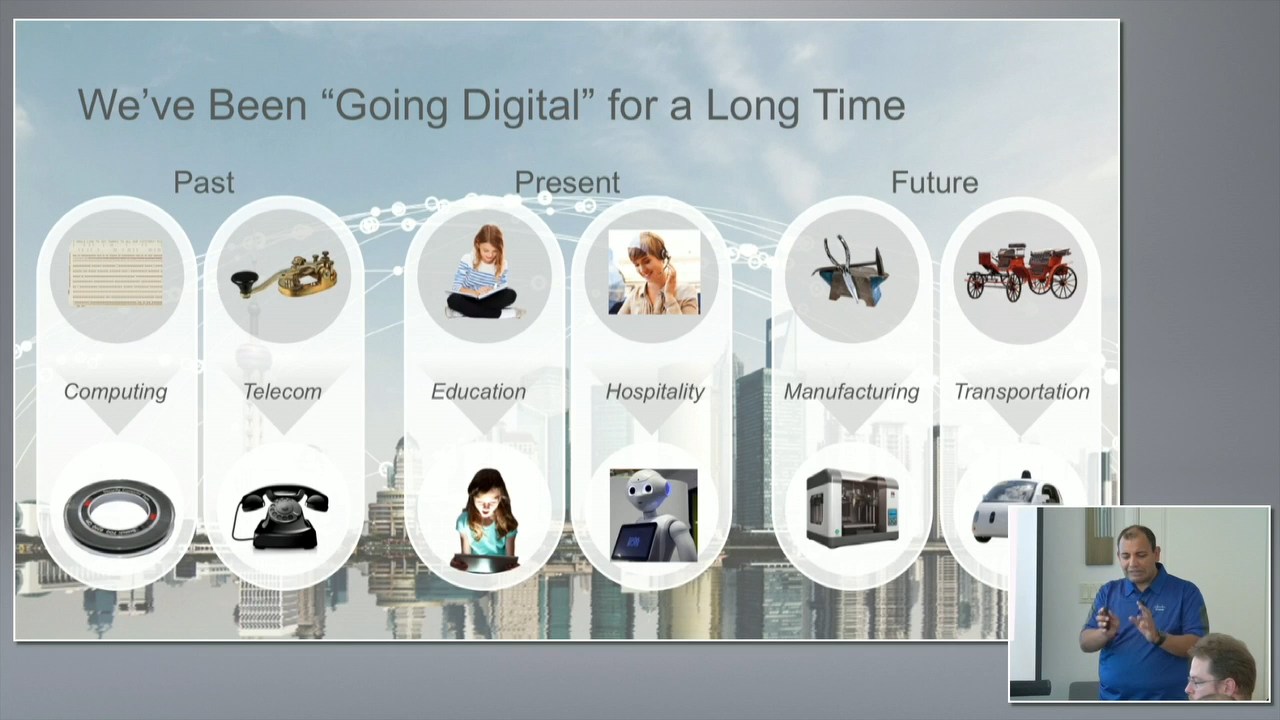 We’ve Been “Going Digital” for a Long Time
Past
Present
Future
Computing
Telecom
Education
Hospitality
Manufacturing
Transportation